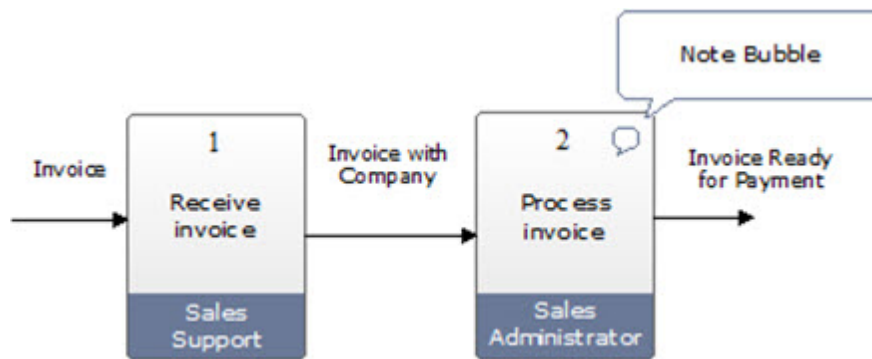 Note Bubble
1
2
Invoice
Receive
invoice
Invoice with
Company
Process
invoice
Invoice Ready
for Payment
Sales
Support
Sales
Administrator